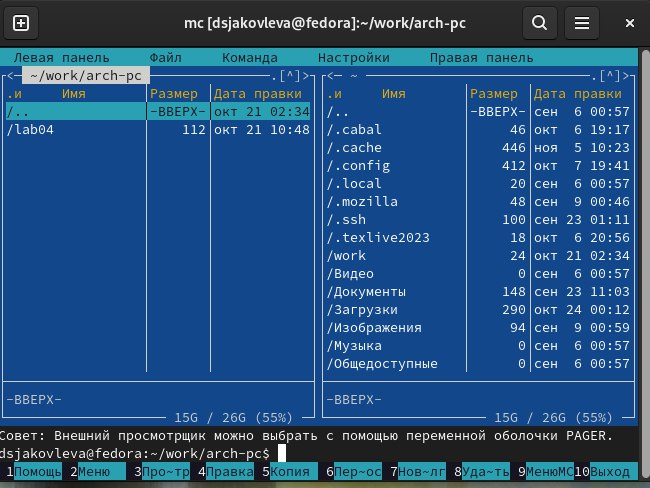 mc [dsjakovleva@fedora]:~/work/arch-pc
Левая панель Файл Команда Настройки Правая панель
<─ ~/work/arch-pc .[^]> <─ ~ .[^]>
.и Имя Размер Дата правки .и Имя Размер Дата правки
/.. -ВВЕРХ- окт 21 02:34 /.. -ВВЕРХ- сен 6 00:57
/lab04 112 окт 21 10:48 /.cabal 46 окт 6 19:17
/.cache 446 ноя 5 10:23
/.config 412 окт 7 19:41
/.local 20 сен 6 00:57
/.mozilla 48 сен 9 00:46
/.ssh 100 сен 23 01:11
/.texlive2023 18 окт 6 20:56
/work 24 окт 21 02:34
/Видео 0 сен 6 00:57
/Документы 148 сен 23 11:03
/Загрузки 290 окт 24 00:12
/Изображения 94 сен 9 00:59
/Музыка 0 сен 6 00:57
/Общедоступные 0 сен 6 00:57
-ВВЕРХ- -ВВЕРХ-
15G / 26G (55%) 15G / 26G (55%)
Совет: Внешний просмотрщик можно выбрать с помощью переменной оболочки PAGER.
dsjakovleva@fedora:~/work/arch-pc$
1Помощь 2Меню 3Про~тр 4Правка 5Копия 6Пер~ос 7Нов~лг 8Уда~ть 9МенюMC 10Выход